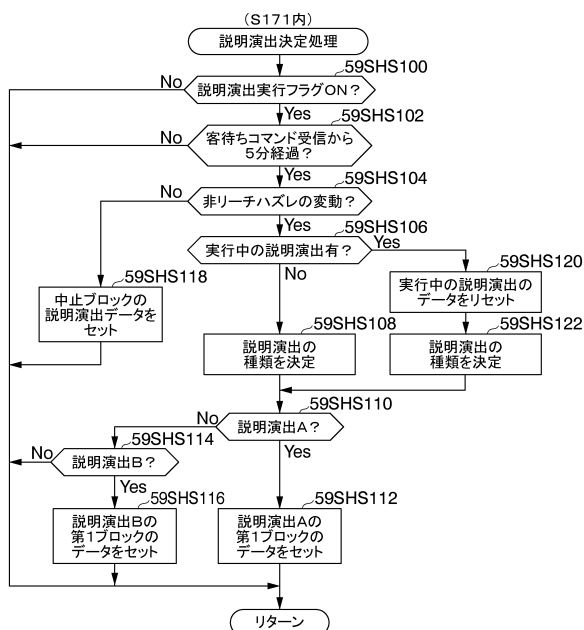 (S171内)
説明演出決定処理
59SHS100
説明演出実行フラグON?
No
Yes
59SHS102
客待ちコマンド受信から
5分経過?
No
Yes
59SHS104
非リーチハズレの変動?
No
Yes
59SHS106
実行中の説明演出有?
Yes
No
59SHS118
中止ブロックの
説明演出データを
セット
59SHS120
実行中の説明演出の
データをリセット
59SHS108
説明演出の
種類を決定
59SHS122
説明演出の
種類を決定
59SHS110
説明演出A?
No
Yes
59SHS114
説明演出B?
No
Yes
59SHS116
説明演出Bの
第1ブロックの
データをセット
59SHS112
説明演出Aの
第1ブロックの
データをセット
リターン